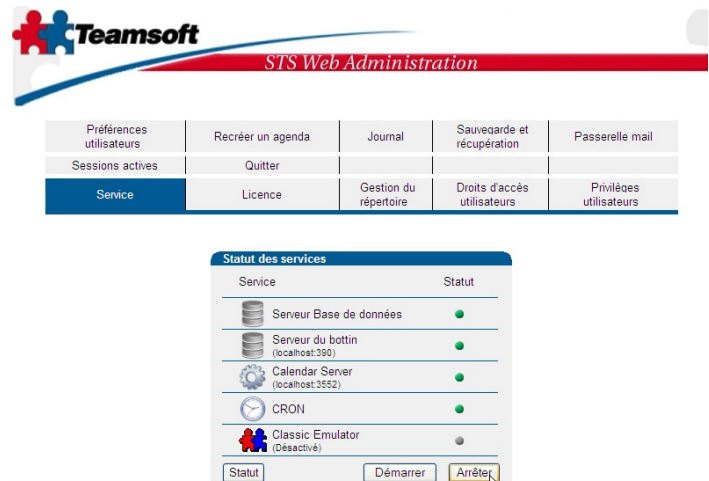 Teamsoft
STS Web Administration
Préférences utilisateurs
Recréer un agenda
Journal
Sauvegarde et récupération
Passerelle mail
Sessions actives
Quitter
Service
Licence
Gestion du répertoire
Droits d'accès utilisateurs
Privilèges utilisateurs
Statut des services
Service Statut
Serveur Base de données
Serveur du bottin
(localhost:390)
Calendar Server
(localhost:3552)
CRON
Classic Emulator
(Désactivé)
Statut Démarrer Arrêter